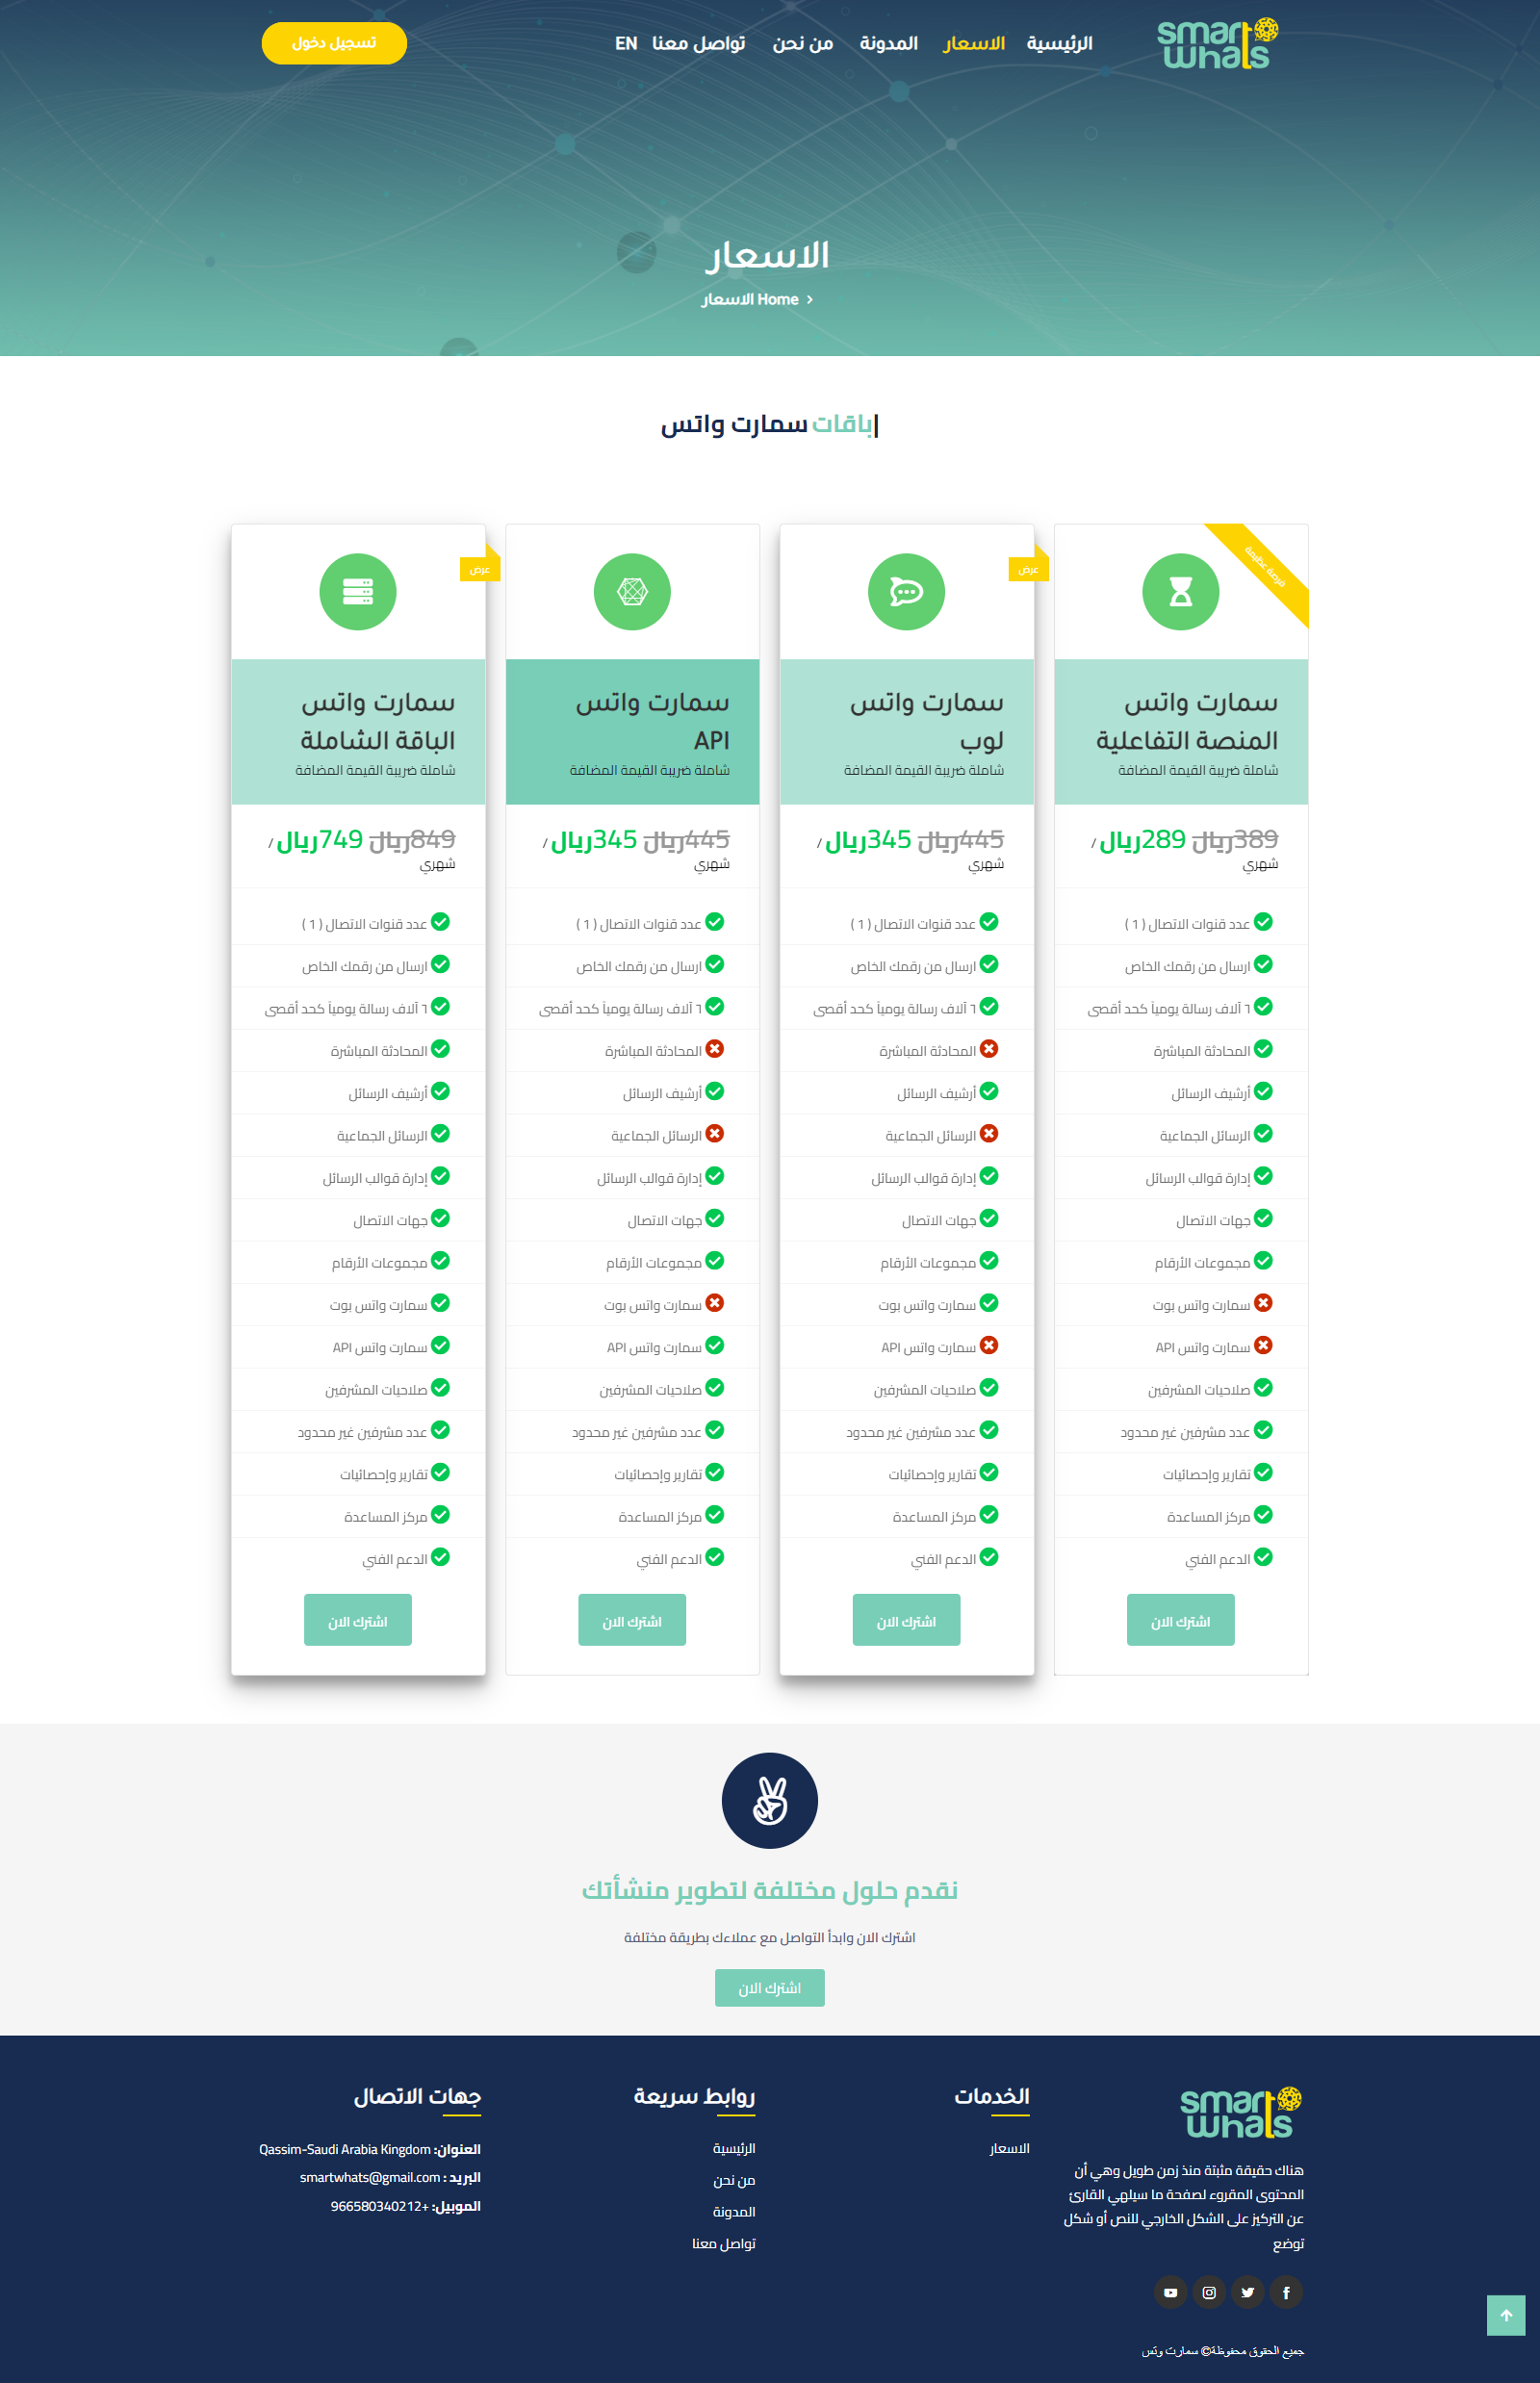 smart
whats
الرئيسية
الاسعار
المدونة
من نحن
تواصل معنا
EN
تسجيل دخول
الاسعار
Home الاسعار
باقات سمارت واتس|
فرصة عظيمة
سمارت واتس
المنصة التفاعلية
شاملة ضريبة القيمة المضافة
389ريال 289ريال /
شهري
عدد قنوات الاتصال ( 1 )
ارسال من رقمك الخاص
٦ آلاف رسالة يومياً كحد أقصى
المحادثة المباشرة
أرشيف الرسائل
الرسائل الجماعية
إدارة قوالب الرسائل
جهات الاتصال
مجموعات الأرقام
سمارت واتس بوت
سمارت واتس API
صلاحيات المشرفين
عدد مشرفين غير محدود
تقارير وإحصائيات
مركز المساعدة
الدعم الفني
اشترك الان
عرض
سمارت واتس
لوب
شاملة ضريبة القيمة المضافة
445ريال 345ريال /
شهري
عدد قنوات الاتصال ( 1 )
ارسال من رقمك الخاص
٦ آلاف رسالة يومياً كحد أقصى
المحادثة المباشرة
أرشيف الرسائل
الرسائل الجماعية
إدارة قوالب الرسائل
جهات الاتصال
مجموعات الأرقام
سمارت واتس بوت
سمارت واتس API
صلاحيات المشرفين
عدد مشرفين غير محدود
تقارير وإحصائيات
مركز المساعدة
الدعم الفني
اشترك الان
سمارت واتس
API
شاملة ضريبة القيمة المضافة
445ريال 345ريال /
شهري
عدد قنوات الاتصال ( 1 )
ارسال من رقمك الخاص
٦ آلاف رسالة يومياً كحد أقصى
المحادثة المباشرة
أرشيف الرسائل
الرسائل الجماعية
إدارة قوالب الرسائل
جهات الاتصال
مجموعات الأرقام
سمارت واتس بوت
سمارت واتس API
صلاحيات المشرفين
عدد مشرفين غير محدود
تقارير وإحصائيات
مركز المساعدة
الدعم الفني
اشترك الان
عرض
سمارت واتس
الباقة الشاملة
شاملة ضريبة القيمة المضافة
849ريال 749ريال /
شهري
عدد قنوات الاتصال ( 1 )
ارسال من رقمك الخاص
٦ آلاف رسالة يومياً كحد أقصى
المحادثة المباشرة
أرشيف الرسائل
الرسائل الجماعية
إدارة قوالب الرسائل
جهات الاتصال
مجموعات الأرقام
سمارت واتس بوت
سمارت واتس API
صلاحيات المشرفين
عدد مشرفين غير محدود
تقارير وإحصائيات
مركز المساعدة
الدعم الفني
اشترك الان
نقدم حلول مختلفة لتطوير منشأتك
اشترك الان وابدأ التواصل مع عملاءك بطريقة مختلفة
اشترك الان
smart
whats
هناك حقيقة مثبتة منذ زمن طويل وهي أن
المحتوى المقروء لصفحة ما سيلهي القارئ
عن التركيز على الشكل الخارجي للنص أو شكل
توضع
جميع الحقوق محفوظة© سمارت وتس
الخدمات
الاسعار
روابط سريعة
الرئيسية
من نحن
المدونة
تواصل معنا
جهات الاتصال
العنوان: Qassim-Saudi Arabia Kingdom
البريد : smartwhats@gmail.com
الموبيل: +966580340212